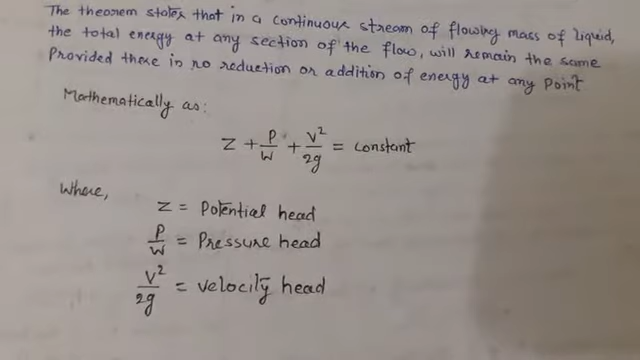 The theorem states that in a continuous stream of flowing mass of liquid,
the total energy at any section of the flow, will remain the same
Provided there in no reduction or addition of energy at any point
Mathematically as:
Z + P/W + V²/2g = constant
Where,
Z = Potential head
P/W = Pressure head
V²/2g = velocity head